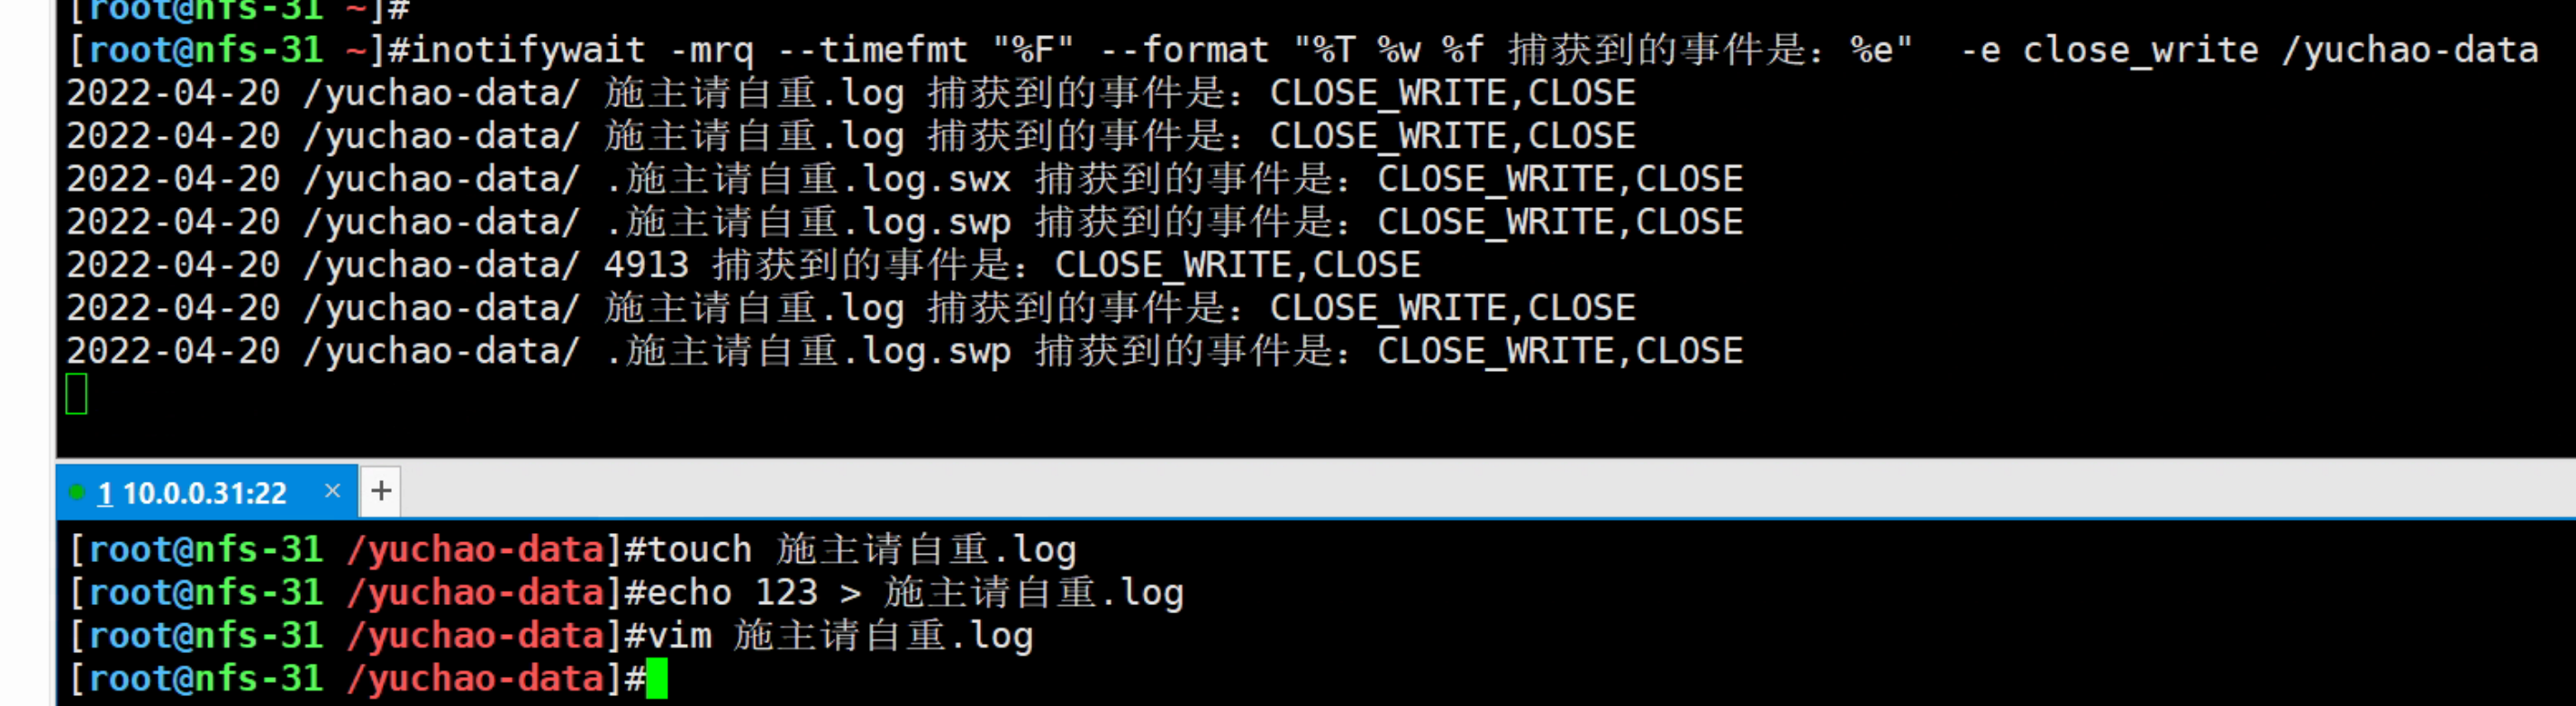 [root@nfs-31 ~]#
[root@nfs-31 ~]#inotifywait -mrq --timefmt "%F" --format "%T %w %f 捕获到的事件是：%e"  -e close_write /yuchao-data
2022-04-20 /yuchao-data/ 施主请自重.log 捕获到的事件是：CLOSE_WRITE,CLOSE
2022-04-20 /yuchao-data/ 施主请自重.log 捕获到的事件是：CLOSE_WRITE,CLOSE
2022-04-20 /yuchao-data/ .施主请自重.log.swx 捕获到的事件是：CLOSE_WRITE,CLOSE
2022-04-20 /yuchao-data/ .施主请自重.log.swp 捕获到的事件是：CLOSE_WRITE,CLOSE
2022-04-20 /yuchao-data/ 4913 捕获到的事件是：CLOSE_WRITE,CLOSE
2022-04-20 /yuchao-data/ 施主请自重.log 捕获到的事件是：CLOSE_WRITE,CLOSE
2022-04-20 /yuchao-data/ .施主请自重.log.swp 捕获到的事件是：CLOSE_WRITE,CLOSE
1 10.0.0.31:22 × +
[root@nfs-31 /yuchao-data]#touch 施主请自重.log
[root@nfs-31 /yuchao-data]#echo 123 > 施主请自重.log
[root@nfs-31 /yuchao-data]#vim 施主请自重.log
[root@nfs-31 /yuchao-data]#